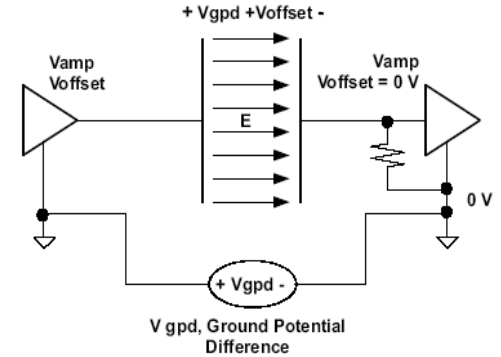 + Vgpd +Voffset -
Vamp
Voffset
Vamp
Voffset = 0 V
E
0 V
+ Vgpd -
V gpd, Ground Potential
Difference